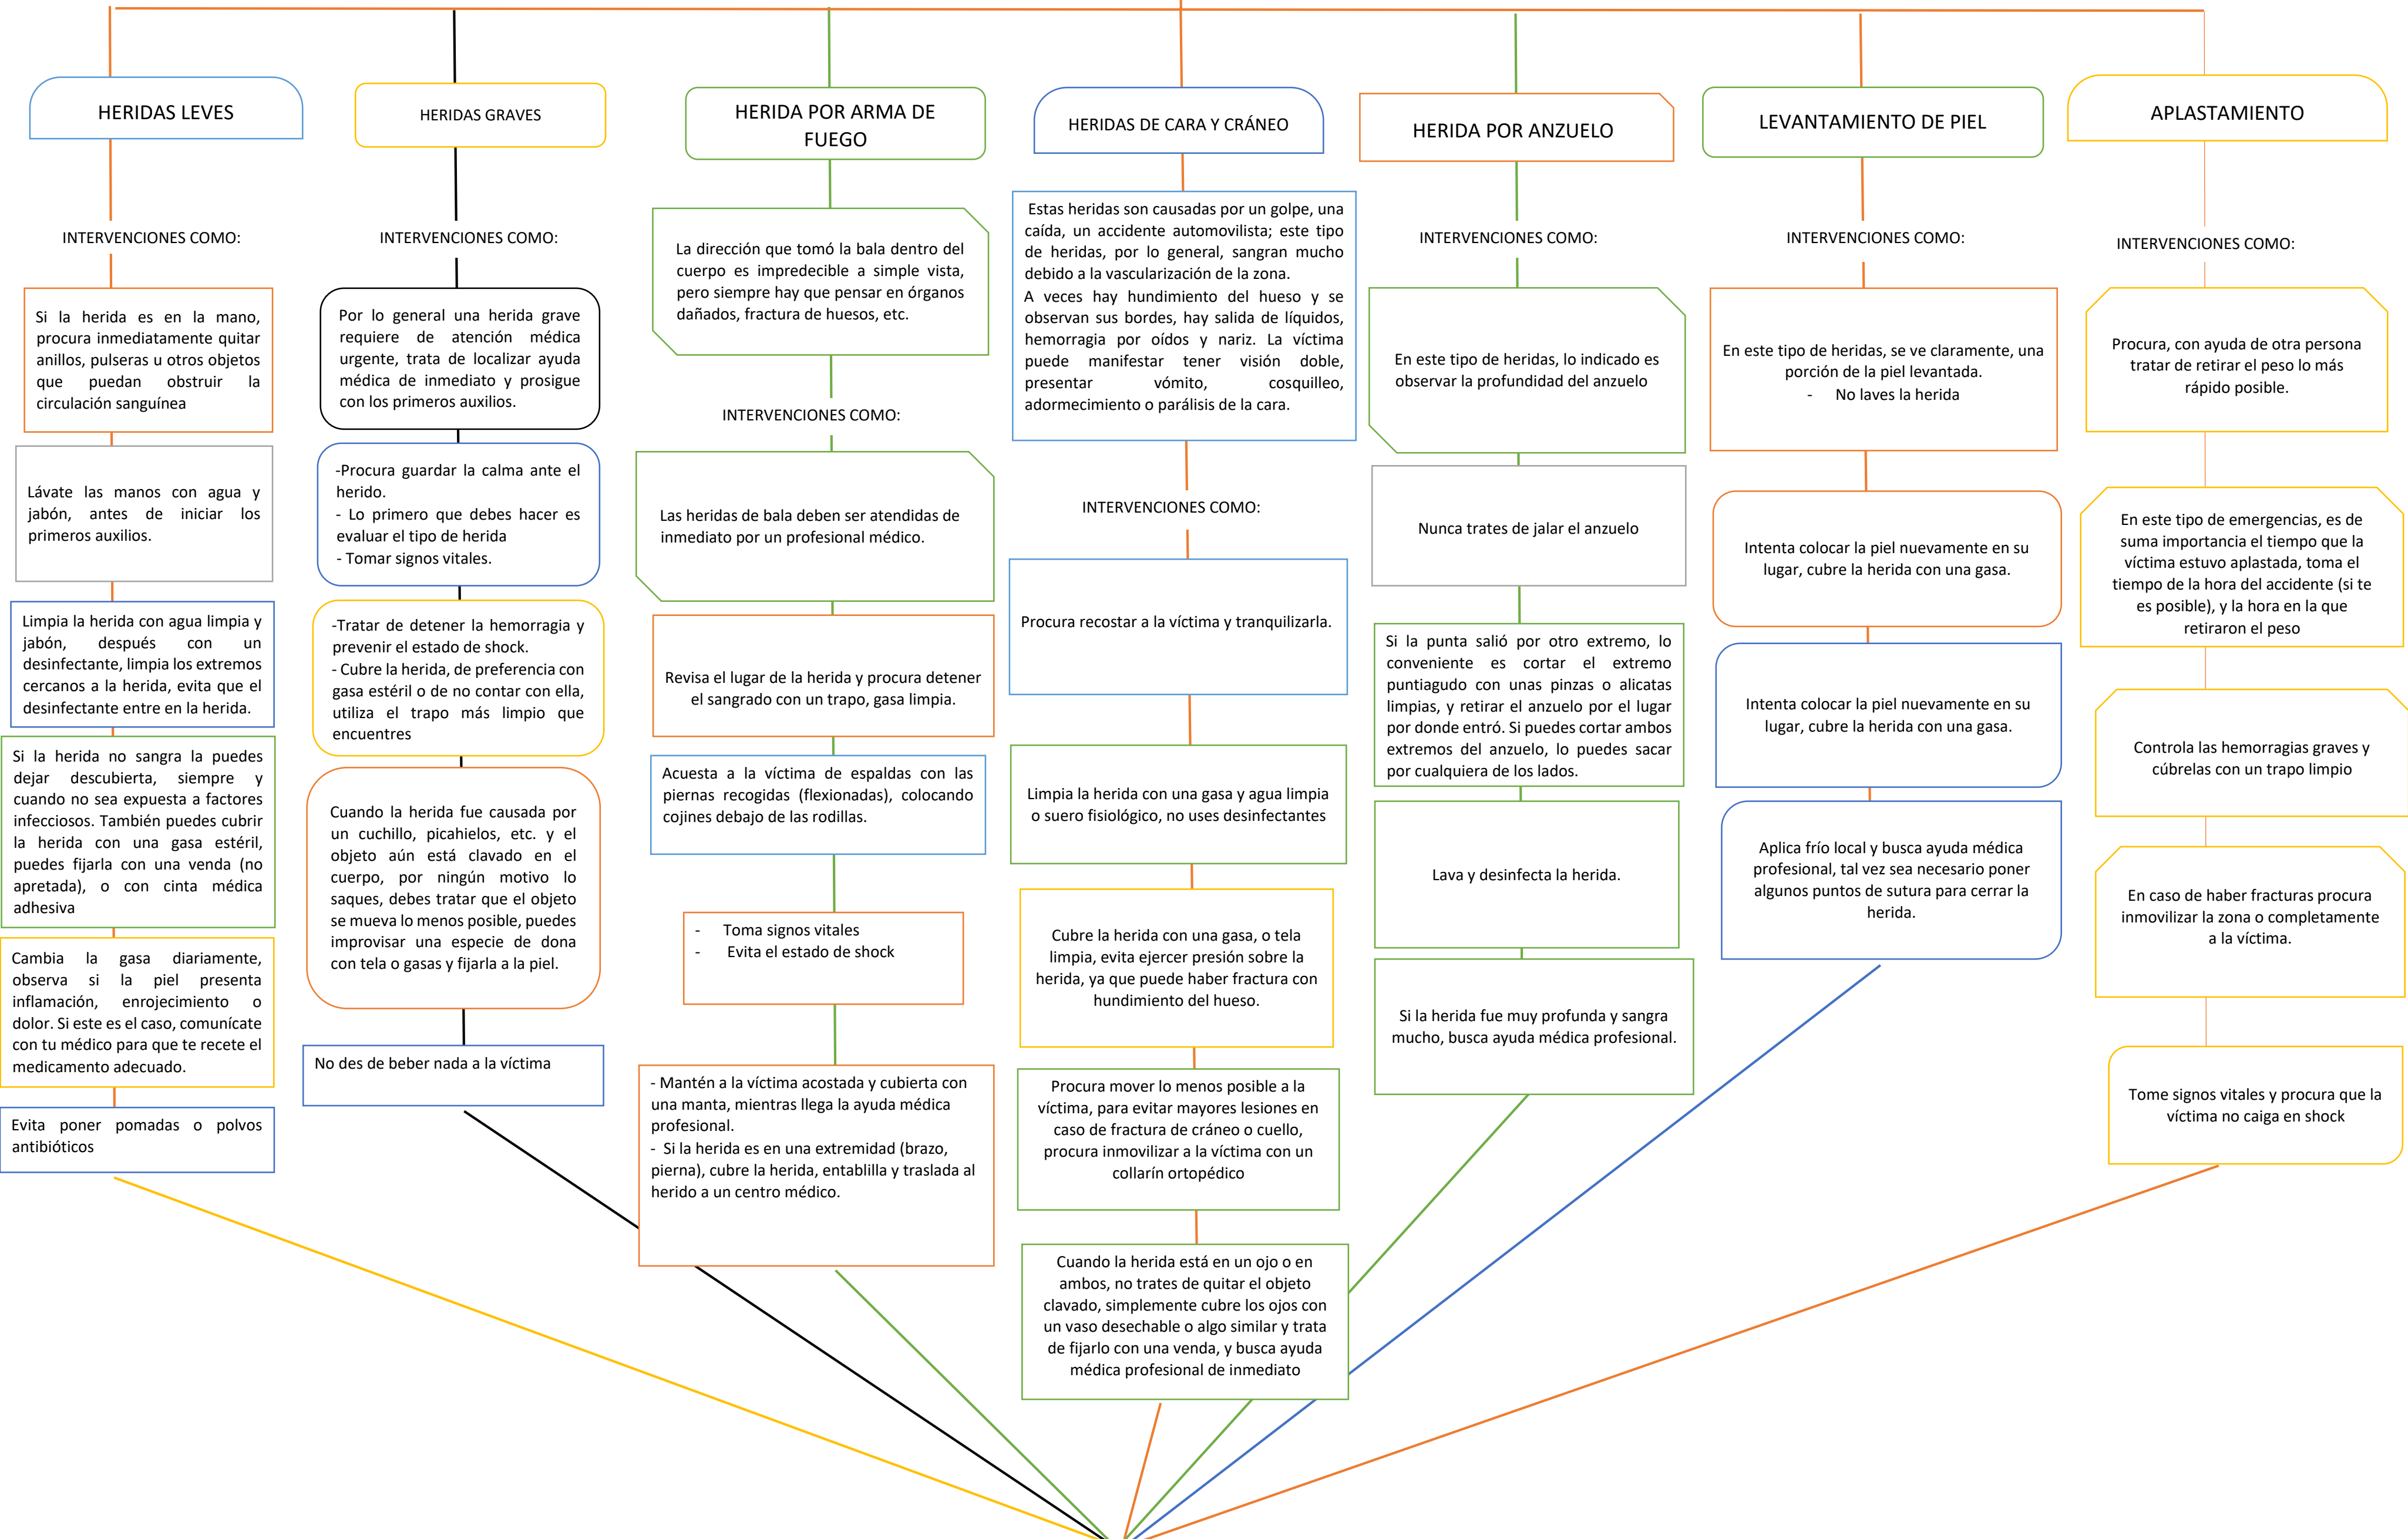 HERIDAS LEVES
INTERVENCIONES COMO:
Si la herida es en la mano,
procura inmediatamente quitar
anillos, pulseras u otros objetos
que puedan obstruir la
circulación sanguínea
Lávate las manos con agua y
jabón, antes de iniciar los
primeros auxilios.
Limpia la herida con agua limpia y
jabón, después con un
desinfectante, limpia los extremos
cercanos a la herida, evita que el
desinfectante entre en la herida.
Si la herida no sangra la puedes
dejar descubierta, siempre y
cuando no sea expuesta a factores
infecciosos. También puedes cubrir
la herida con una gasa estéril,
puedes fijarla con una venda (no
apretada), o con cinta médica
adhesiva
Cambia la gasa diariamente,
observa si la piel presenta
inflamación, enrojecimiento o
dolor. Si este es el caso, comunícate
con tu médico para que te recete el
medicamento adecuado.
Evita poner pomadas o polvos
antibióticos
HERIDAS GRAVES
INTERVENCIONES COMO:
Por lo general una herida grave
requiere de atención médica
urgente, trata de localizar ayuda
médica de inmediato y prosigue
con los primeros auxilios.
-Procura guardar la calma ante el
herido.
- Lo primero que debes hacer es
evaluar el tipo de herida
- Tomar signos vitales.
-Tratar de detener la hemorragia y
prevenir el estado de shock.
- Cubre la herida, de preferencia con
gasa estéril o de no contar con ella,
utiliza el trapo más limpio que
encuentres
Cuando la herida fue causada por
un cuchillo, picahielos, etc. y el
objeto aún está clavado en el
cuerpo, por ningún motivo lo
saques, debes tratar que el objeto
se mueva lo menos posible, puedes
improvisar una especie de dona
con tela o gasas y fijarla a la piel.
No des de beber nada a la víctima
HERIDA POR ARMA DE
FUEGO
La dirección que tomó la bala dentro del
cuerpo es impredecible a simple vista,
pero siempre hay que pensar en órganos
dañados, fractura de huesos, etc.
INTERVENCIONES COMO:
Las heridas de bala deben ser atendidas de
inmediato por un profesional médico.
Revisa el lugar de la herida y procura detener
el sangrado con un trapo, gasa limpia.
Acuesta a la víctima de espaldas con las
piernas recogidas (flexionadas), colocando
cojines debajo de las rodillas.
- Toma signos vitales
- Evita el estado de shock
- Mantén a la víctima acostada y cubierta con
una manta, mientras llega la ayuda médica
profesional.
- Si la herida es en una extremidad (brazo,
pierna), cubre la herida, entablilla y traslada al
herido a un centro médico.
HERIDAS DE CARA Y CRÁNEO
Estas heridas son causadas por un golpe, una
caída, un accidente automovilista; este tipo
de heridas, por lo general, sangran mucho
debido a la vascularización de la zona.
A veces hay hundimiento del hueso y se
observan sus bordes, hay salida de líquidos,
hemorragia por oídos y nariz. La víctima
puede manifestar tener visión doble,
presentar vómito, cosquilleo,
adormecimiento o parálisis de la cara.
INTERVENCIONES COMO:
Procura recostar a la víctima y tranquilizarla.
Limpia la herida con una gasa y agua limpia
o suero fisiológico, no uses desinfectantes
Cubre la herida con una gasa, o tela
limpia, evita ejercer presión sobre la
herida, ya que puede haber fractura con
hundimiento del hueso.
Procura mover lo menos posible a la
víctima, para evitar mayores lesiones en
caso de fractura de cráneo o cuello,
procura inmovilizar a la víctima con un
collarín ortopédico
Cuando la herida está en un ojo o en
ambos, no trates de quitar el objeto
clavado, simplemente cubre los ojos con
un vaso desechable o algo similar y trata
de fijarlo con una venda, y busca ayuda
médica profesional de inmediato
HERIDA POR ANZUELO
INTERVENCIONES COMO:
En este tipo de heridas, lo indicado es
observar la profundidad del anzuelo
Nunca trates de jalar el anzuelo
Si la punta salió por otro extremo, lo
conveniente es cortar el extremo
puntiagudo con unas pinzas o alicatas
limpias, y retirar el anzuelo por el lugar
por donde entró. Si puedes cortar ambos
extremos del anzuelo, lo puedes sacar
por cualquiera de los lados.
Lava y desinfecta la herida.
Si la herida fue muy profunda y sangra
mucho, busca ayuda médica profesional.
LEVANTAMIENTO DE PIEL
INTERVENCIONES COMO:
En este tipo de heridas, se ve claramente, una
porción de la piel levantada.
- No laves la herida
Intenta colocar la piel nuevamente en su
lugar, cubre la herida con una gasa.
Intenta colocar la piel nuevamente en su
lugar, cubre la herida con una gasa.
Aplica frío local y busca ayuda médica
profesional, tal vez sea necesario poner
algunos puntos de sutura para cerrar la
herida.
APLASTAMIENTO
INTERVENCIONES COMO:
Procura, con ayuda de otra persona
tratar de retirar el peso lo más
rápido posible.
En este tipo de emergencias, es de
suma importancia el tiempo que la
víctima estuvo aplastada, toma el
tiempo de la hora del accidente (si te
es posible), y la hora en la que
retiraron el peso
Controla las hemorragias graves y
cúbrelas con un trapo limpio
En caso de haber fracturas procura
inmovilizar la zona o completamente
a la víctima.
Tome signos vitales y procura que la
víctima no caiga en shock